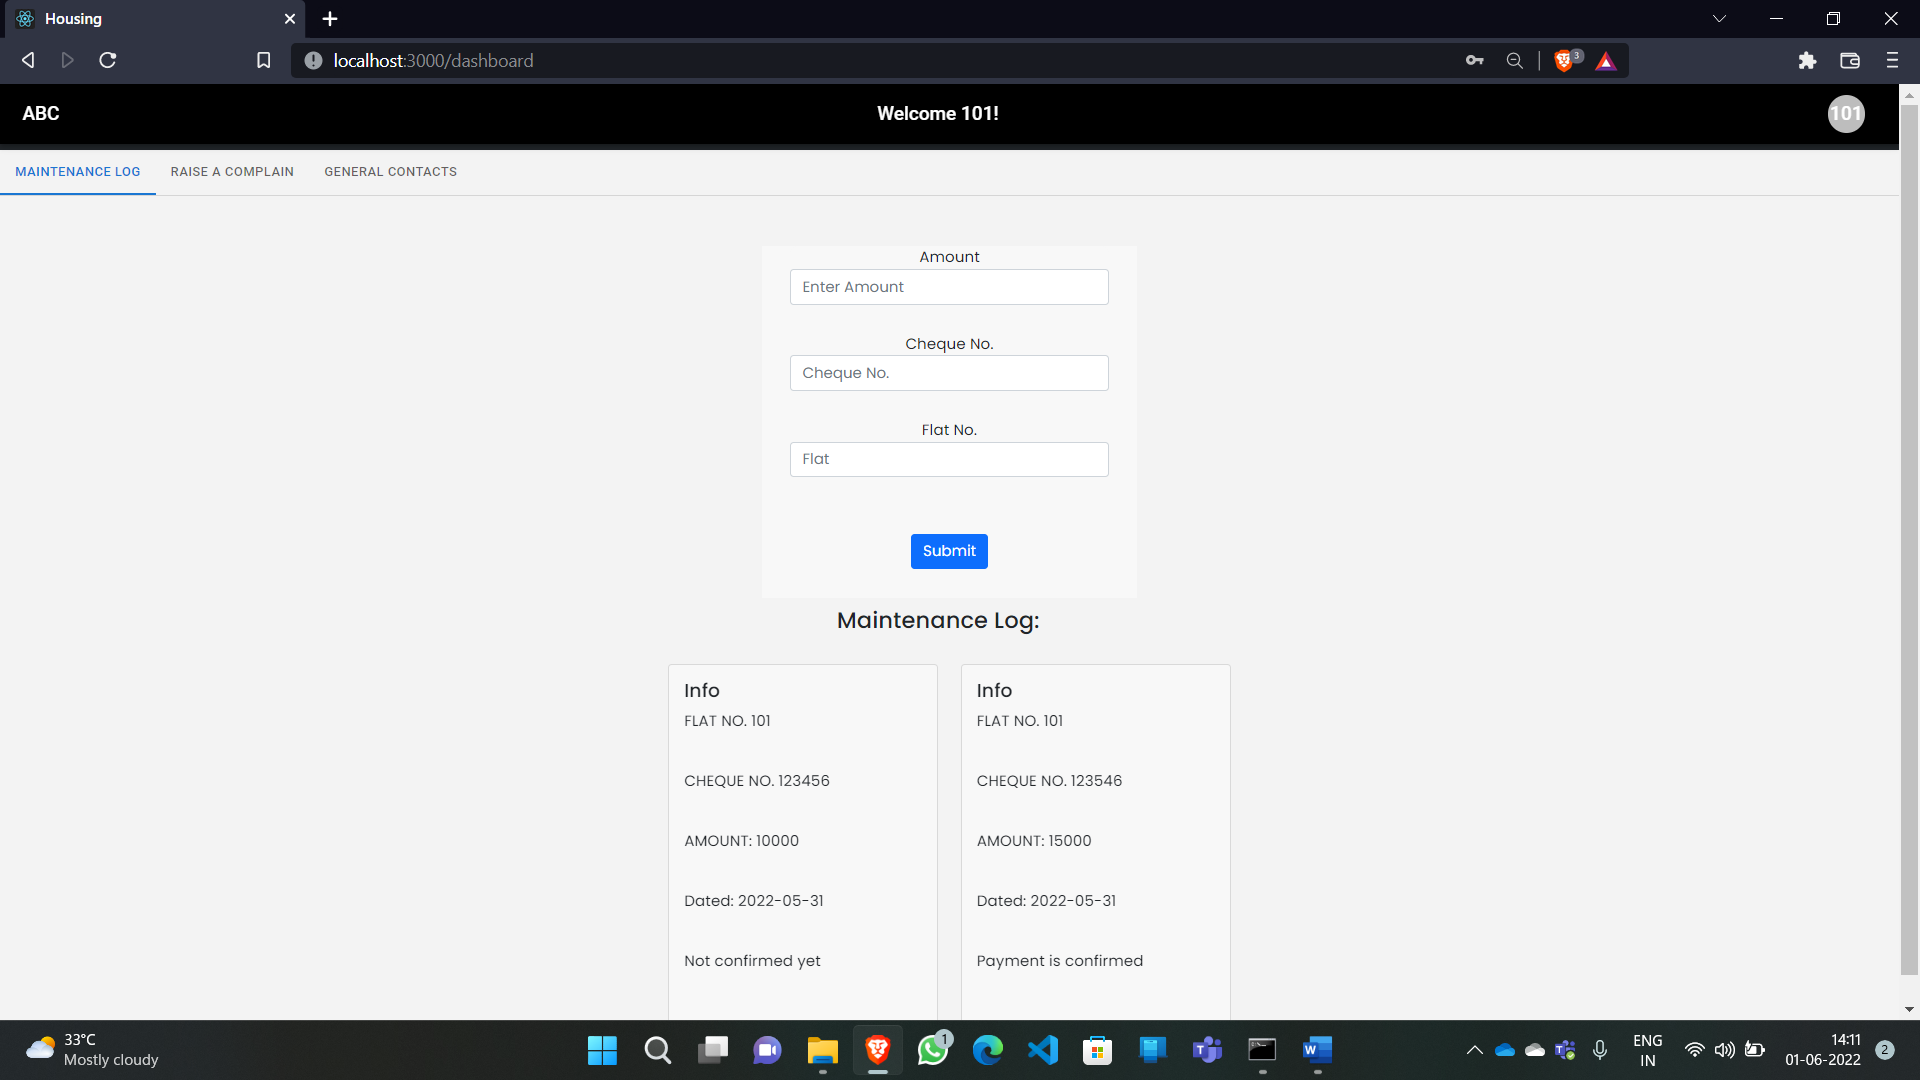 Housing
localhost:3000/dashboard
3
ABC
Welcome 101!
101
MAINTENANCE LOG
RAISE A COMPLAIN
GENERAL CONTACTS
Amount
Enter Amount
Cheque No.
Cheque No.
Flat No.
Flat
Submit
Maintenance Log:
Info
FLAT NO. 101
CHEQUE NO. 123456
AMOUNT: 10000
Dated: 2022-05-31
Not confirmed yet
Info
FLAT NO. 101
CHEQUE NO. 123546
AMOUNT: 15000
Dated: 2022-05-31
Payment is confirmed
33°C
Mostly cloudy
1
ENG
IN
14:11
01-06-2022
2